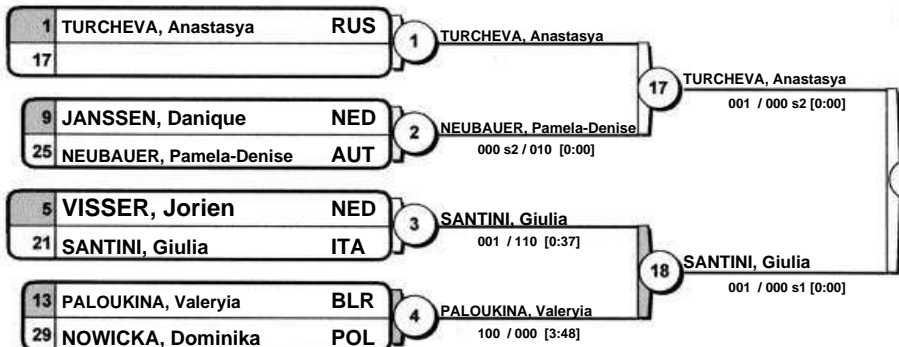 1 TURCHEVA, Anastasya RUS
17
1
TURCHEVA, Anastasya
9 JANSSEN, Danique NED
25 NEUBAUER, Pamela-Denise AUT
2
NEUBAUER, Pamela-Denise
000 s2 / 010 [0:00]
17
TURCHEVA, Anastasya
001 / 000 s2 [0:00]
5 VISSER, Jorien NED
21 SANTINI, Giulia ITA
3
SANTINI, Giulia
001 / 110 [0:37]
13 PALOUKINA, Valeryia BLR
29 NOWICKA, Dominika POL
4
PALOUKINA, Valeryia
100 / 000 [3:48]
18
SANTINI, Giulia
001 / 000 s1 [0:00]